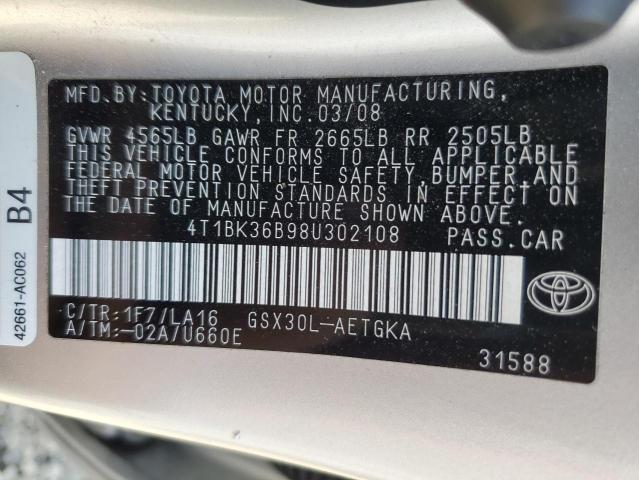 MFD.BY:TOYOTA MOTOR MANUFACTURING,
KENTUCKY,INC.03/08
GVWR 4565LB GAWR FR 2665LB RR 2505LB
THIS VEHICLE CONFORMS TO ALL APPLICABLE
FEDERAL MOTOR VEHICLE SAFETY,BUMPER,AND
THEFT PREVENTION STANDARDS IN EFFECT ON
THE DATE OF MANUFACTURE SHOWN ABOVE.
4T1BK36B98U302108 PASS.CAR
C/TR:1F7/LA16 GSX30L-AETGKA
A/TM:-02A/U660E
31588
B4
42661-AC062